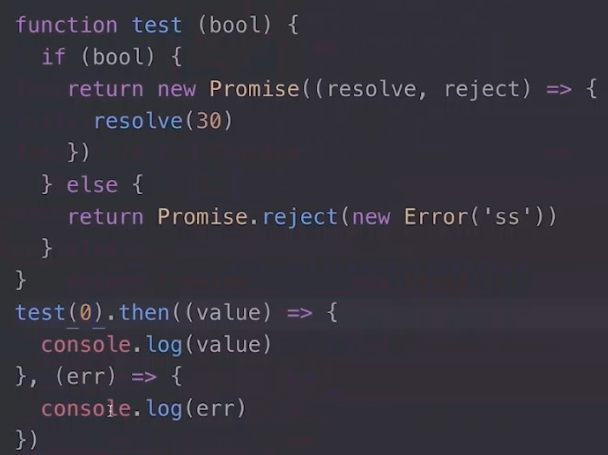 function test (bool) {
  if (bool) {
    return new Promise((resolve, reject) => {
      resolve(30)
    })
  } else {
    return Promise.reject(new Error('ss'))
  }
}
test(0).then((value) => {
  console.log(value)
}, (err) => {
  console.log(err)
})